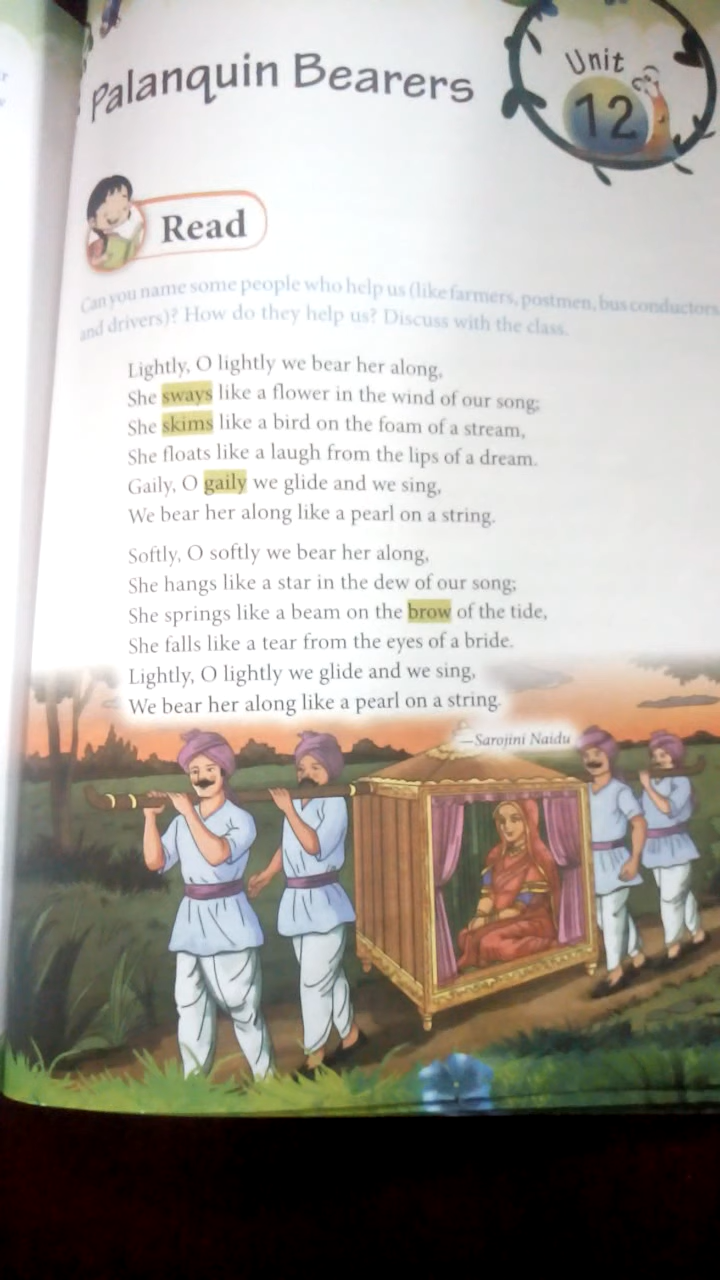 Palanquin Bearers
Unit
12
Read
Can you name some people who help us (like farmers, postmen, bus conductors
and drivers)? How do they help us? Discuss with the class.
Lightly, O lightly we bear her along,
She sways like a flower in the wind of our song;
She skims like a bird on the foam of a stream,
She floats like a laugh from the lips of a dream.
Gaily, O gaily we glide and we sing,
We bear her along like a pearl on a string.
Softly, O softly we bear her along,
She hangs like a star in the dew of our song;
She springs like a beam on the brow of the tide,
She falls like a tear from the eyes of a bride.
Lightly, O lightly we glide and we sing,
We bear her along like a pearl on a string.
—Sarojini Naidu